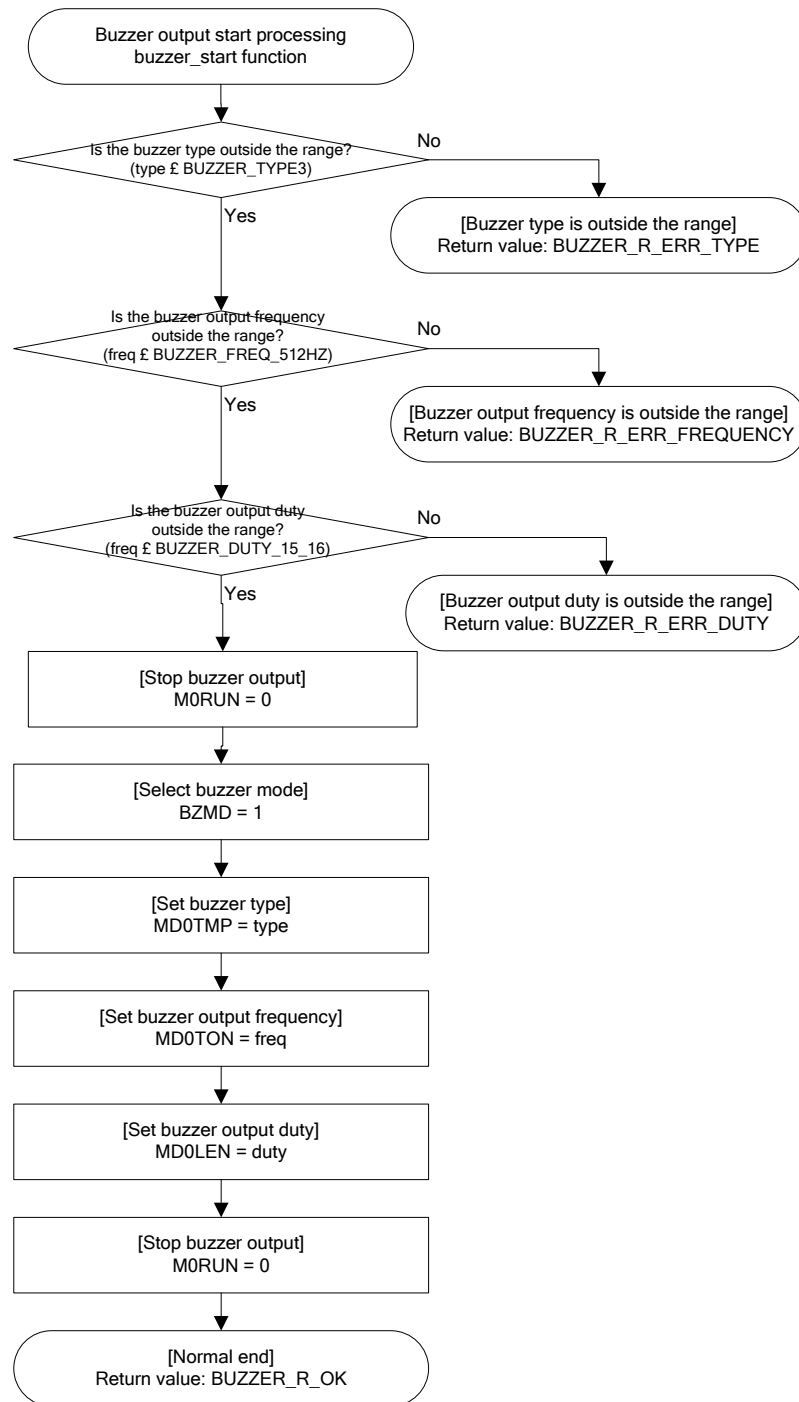 Buzzer output start processing
buzzer_start function
Is the buzzer type outside the range?
(type £ BUZZER_TYPE3)
No
Yes
[Buzzer type is outside the range]
Return value: BUZZER_R_ERR_TYPE
Is the buzzer output frequency
outside the range?
(freq £ BUZZER_FREQ_512HZ)
No
Yes
[Buzzer output frequency is outside the range]
Return value: BUZZER_R_ERR_FREQUENCY
Is the buzzer output duty
outside the range?
(freq £ BUZZER_DUTY_15_16)
No
Yes
[Buzzer output duty is outside the range]
Return value: BUZZER_R_ERR_DUTY
[Stop buzzer output]
M0RUN = 0
[Select buzzer mode]
BZMD = 1
[Set buzzer type]
MD0TMP = type
[Set buzzer output frequency]
MD0TON = freq
[Set buzzer output duty]
MD0LEN = duty
[Stop buzzer output]
M0RUN = 0
[Normal end]
Return value: BUZZER_R_OK